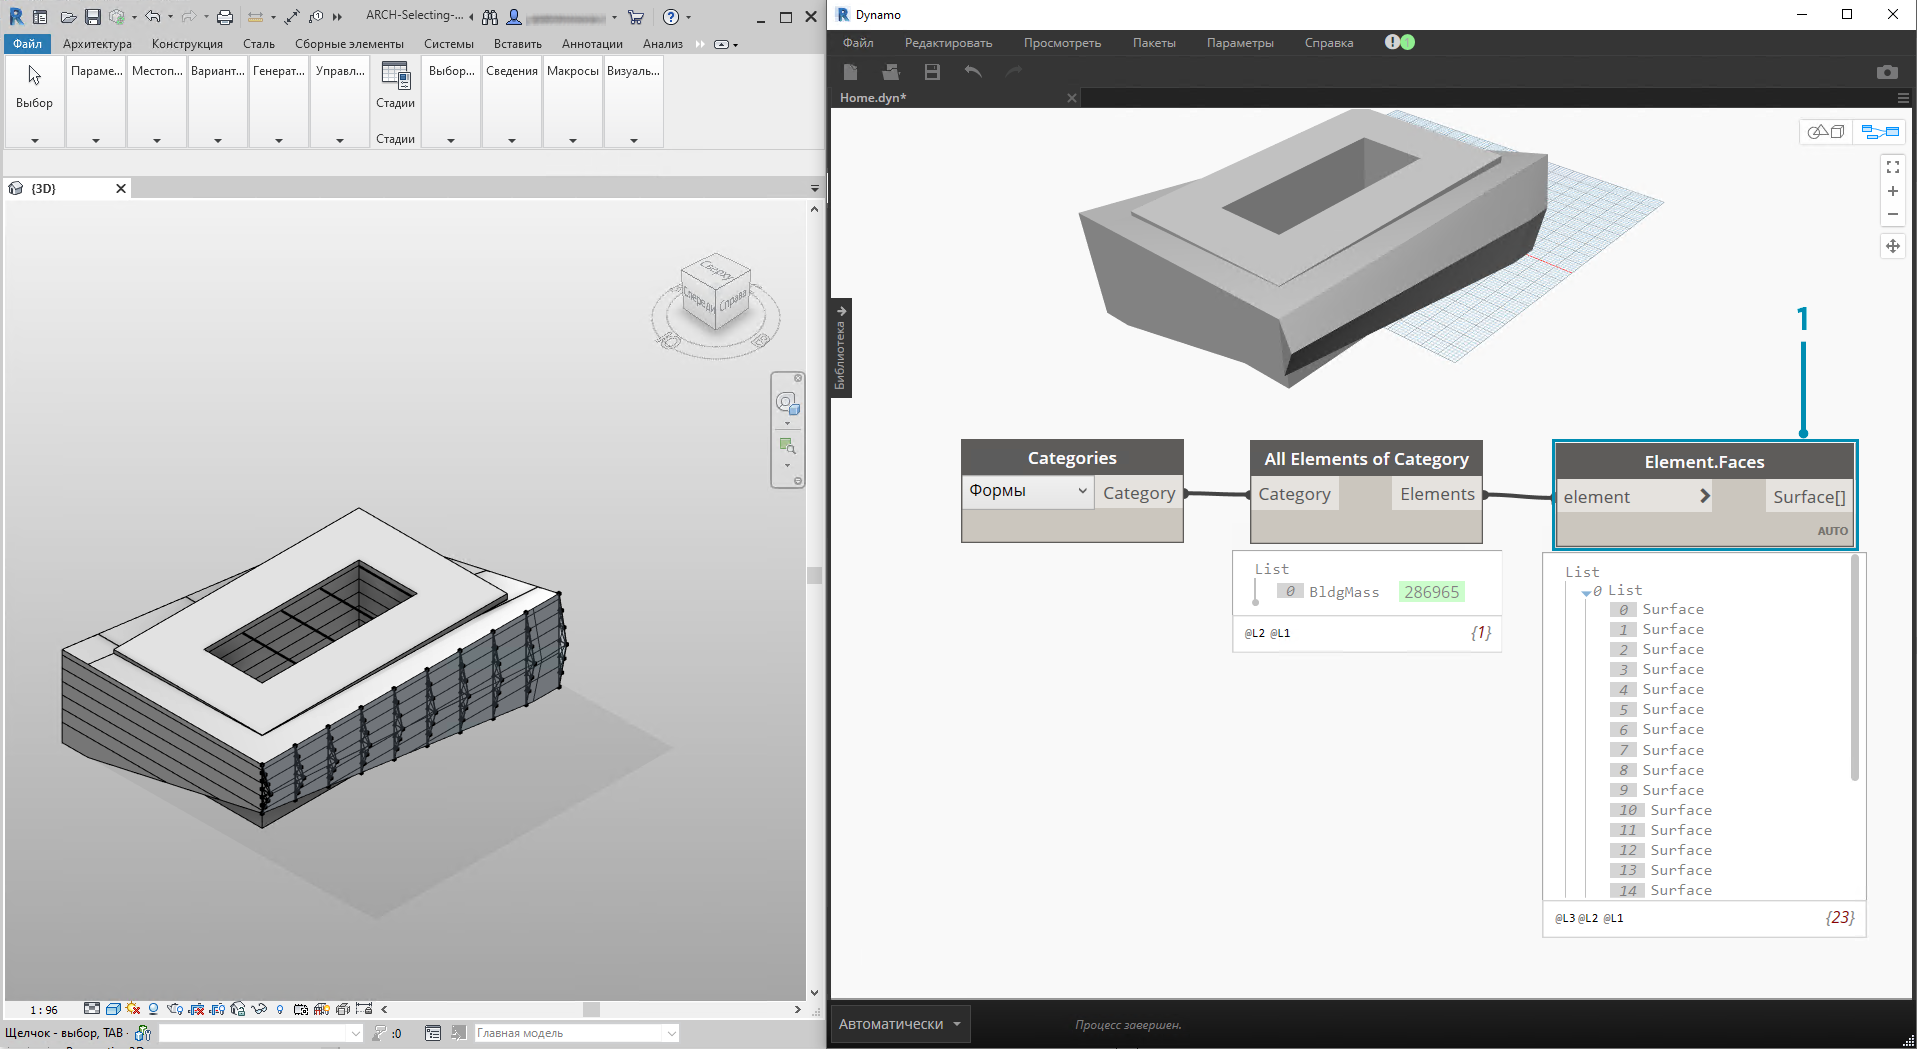 ARCH-Selecting-...
Файл
Архитектура
Конструкция
Сталь
Сборные элементы
Системы
Вставить
Аннотации
Анализ
Выбор
Параме...
Местоп...
Вариант...
Генерат...
Управл...
Стадии
Стадии
Выбор...
Сведения
Макросы
Визуаль...
{3D}
Сверху
Спереди
Справа
1 : 96
Щелчок - выбор, TAB -
:0
Главная модель
Dynamo
Файл
Редактировать
Просмотреть
Пакеты
Параметры
Справка
1
Home.dyn*
Библиотека
1
Categories
Формы
Category
All Elements of Category
Category
Elements
List
0 BldgMass 286965
@L2 @L1
{1}
Element.Faces
element
Surface[]
AUTO
List
0 List
0 Surface
1 Surface
2 Surface
3 Surface
4 Surface
5 Surface
6 Surface
7 Surface
8 Surface
9 Surface
10 Surface
11 Surface
12 Surface
13 Surface
14 Surface
@L3 @L2 @L1
{23}
Автоматически
Процесс завершен.